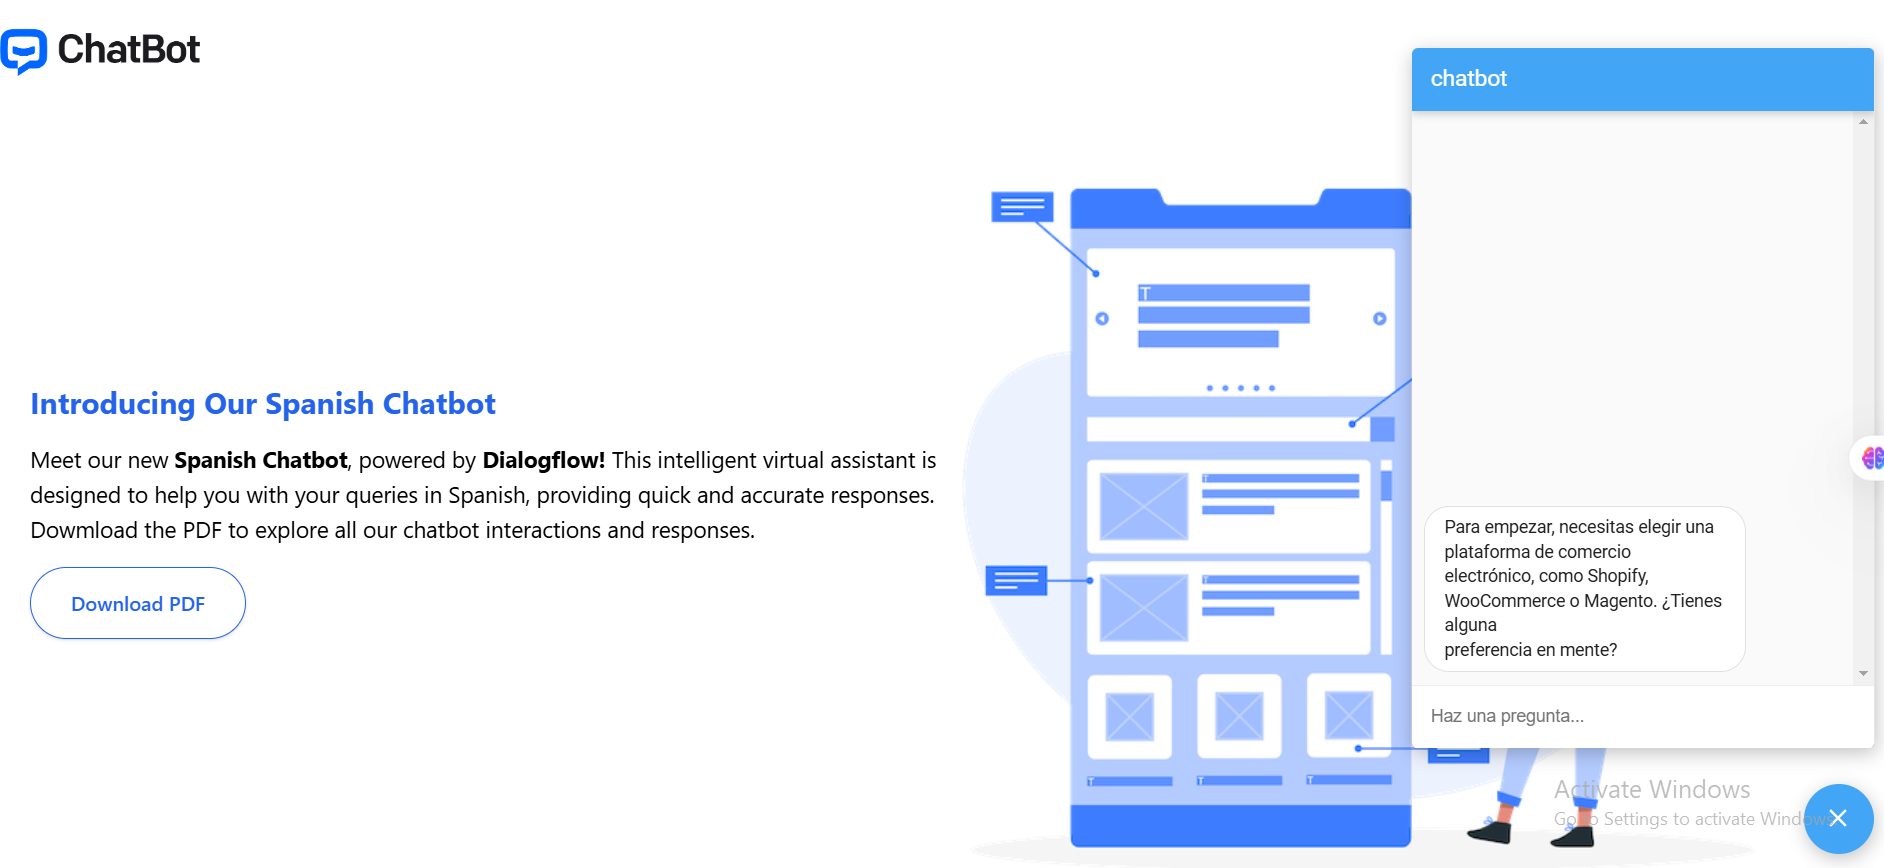 ChatBot
chatbot
Introducing Our Spanish Chatbot
Meet our new Spanish Chatbot, powered by Dialogflow! This intelligent virtual assistant is
designed to help you with your queries in Spanish, providing quick and accurate responses.
Dowmload the PDF to explore all our chatbot interactions and responses.
Download PDF
T
T
T
T
T
T
Para empezar, necesitas elegir una
plataforma de comercio
electrónico, como Shopify,
WooCommerce o Magento. ¿Tienes
alguna
preferencia en mente?
Haz una pregunta...
Activate Windows
Go to Settings to activate Windows.